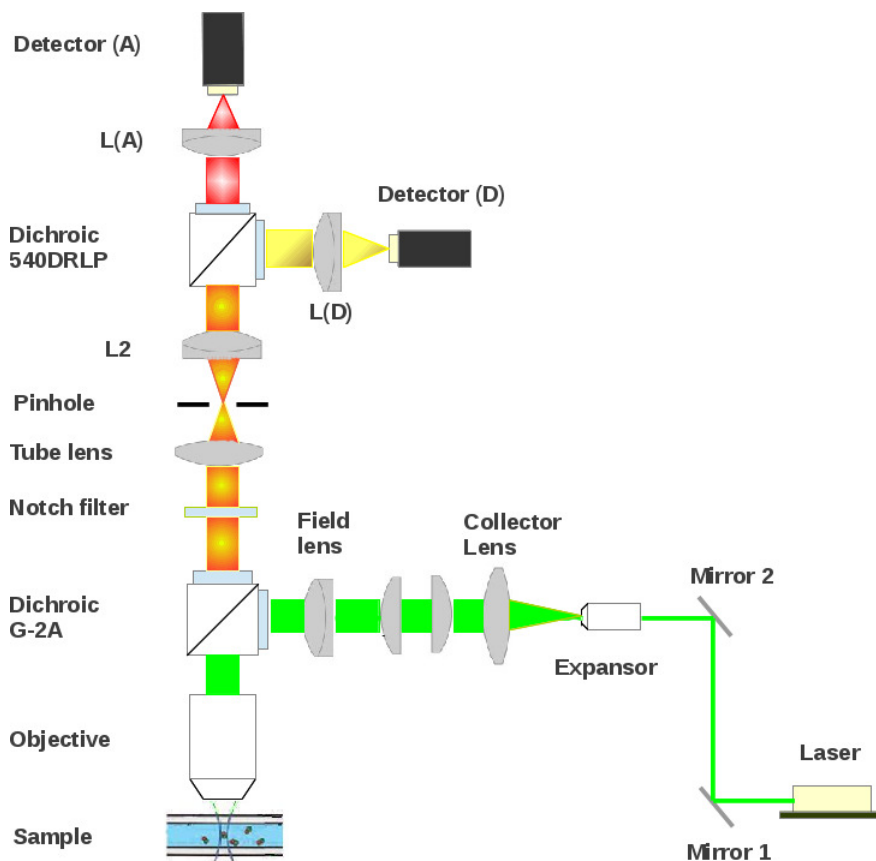 Detector (A)
L(A)
Detector (D)
Dichroic
540DRLP
L(D)
L2
Pinhole
Tube lens
Notch filter
Field
lens
Collector
Lens
Mirror 2
Dichroic
G-2A
Expansor
Objective
Laser
Sample
Mirror 1